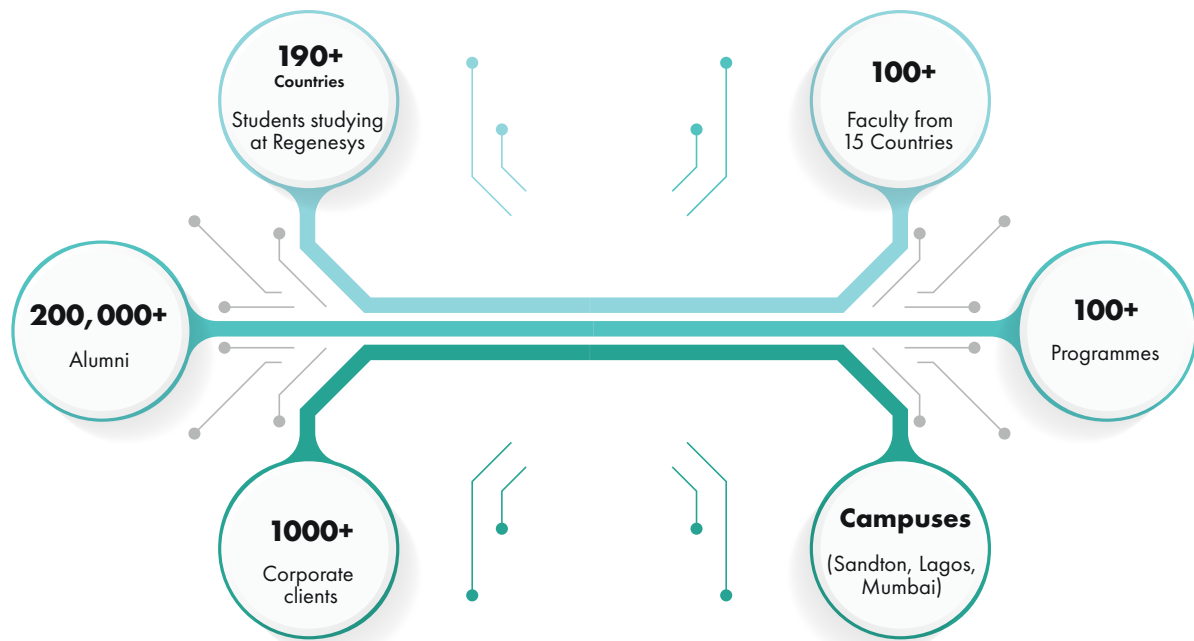 190+
Countries
Students studying
at Regenesys
100+
Faculty from
15 Countries
200,000+
Alumni
100+
Programmes
1000+
Corporate
clients
Campuses
(Sandton, Lagos,
Mumbai)